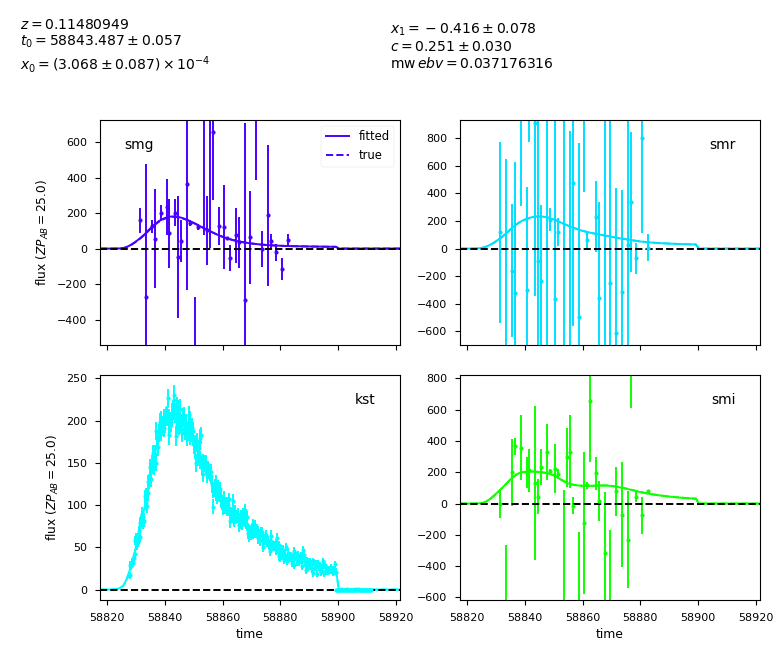 z = 0.11480949
t₀ = 58843.487 ± 0.057
x₀ = (3.068 ± 0.087) × 10⁻⁴
x₁ = −0.416 ± 0.078
c = 0.251 ± 0.030
mw ebv = 0.037176316
smg
fitted
true
600
400
200
0
−200
−400
flux (ZP_AB = 25.0)
smr
800
600
400
200
0
−200
−400
−600
kst
250
200
150
100
50
0
flux (ZP_AB = 25.0)
58820 58840 58860 58880 58900 58920
time
smi
800
600
400
200
0
−200
−400
−600
58820 58840 58860 58880 58900 58920
time